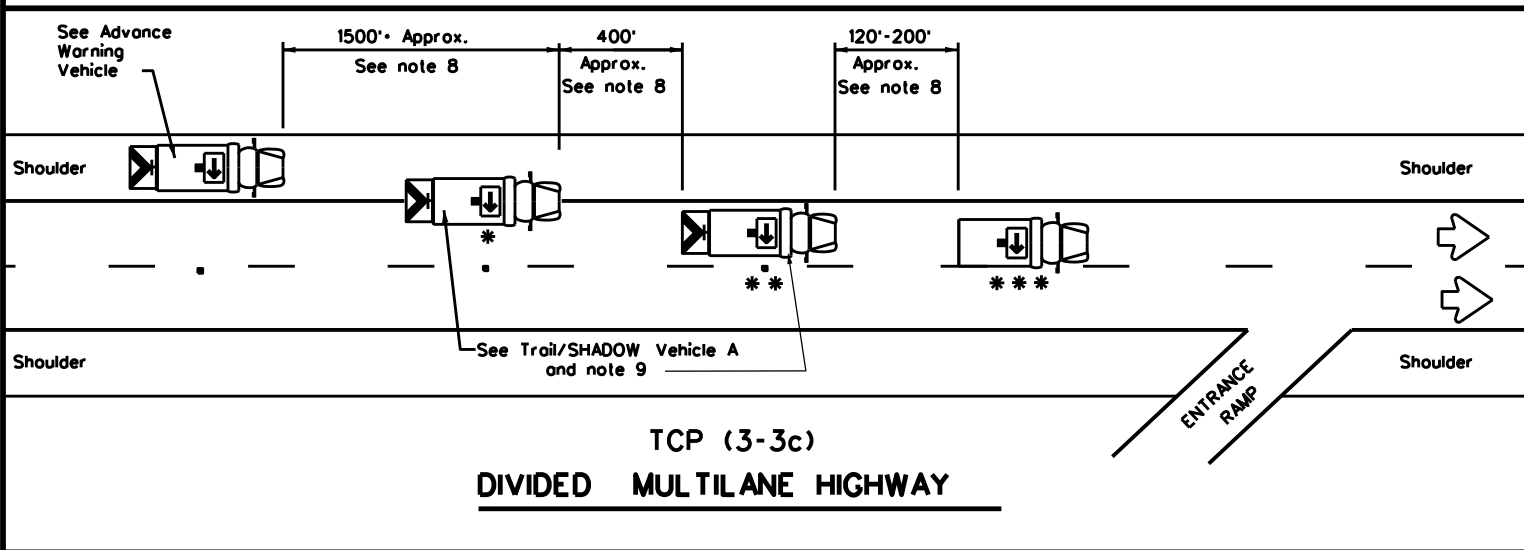 See Advance
Warning
Vehicle
1500'· Approx.
See note 8
400'
Approx.
See note 8
120'-200'
Approx.
See note 8
Shoulder
Shoulder
*
* *
* * *
See Trail/SHADOW Vehicle A
and note 9
Shoulder
Shoulder
ENTRANCE
RAMP
TCP (3-3c)
DIVIDED MULTILANE HIGHWAY